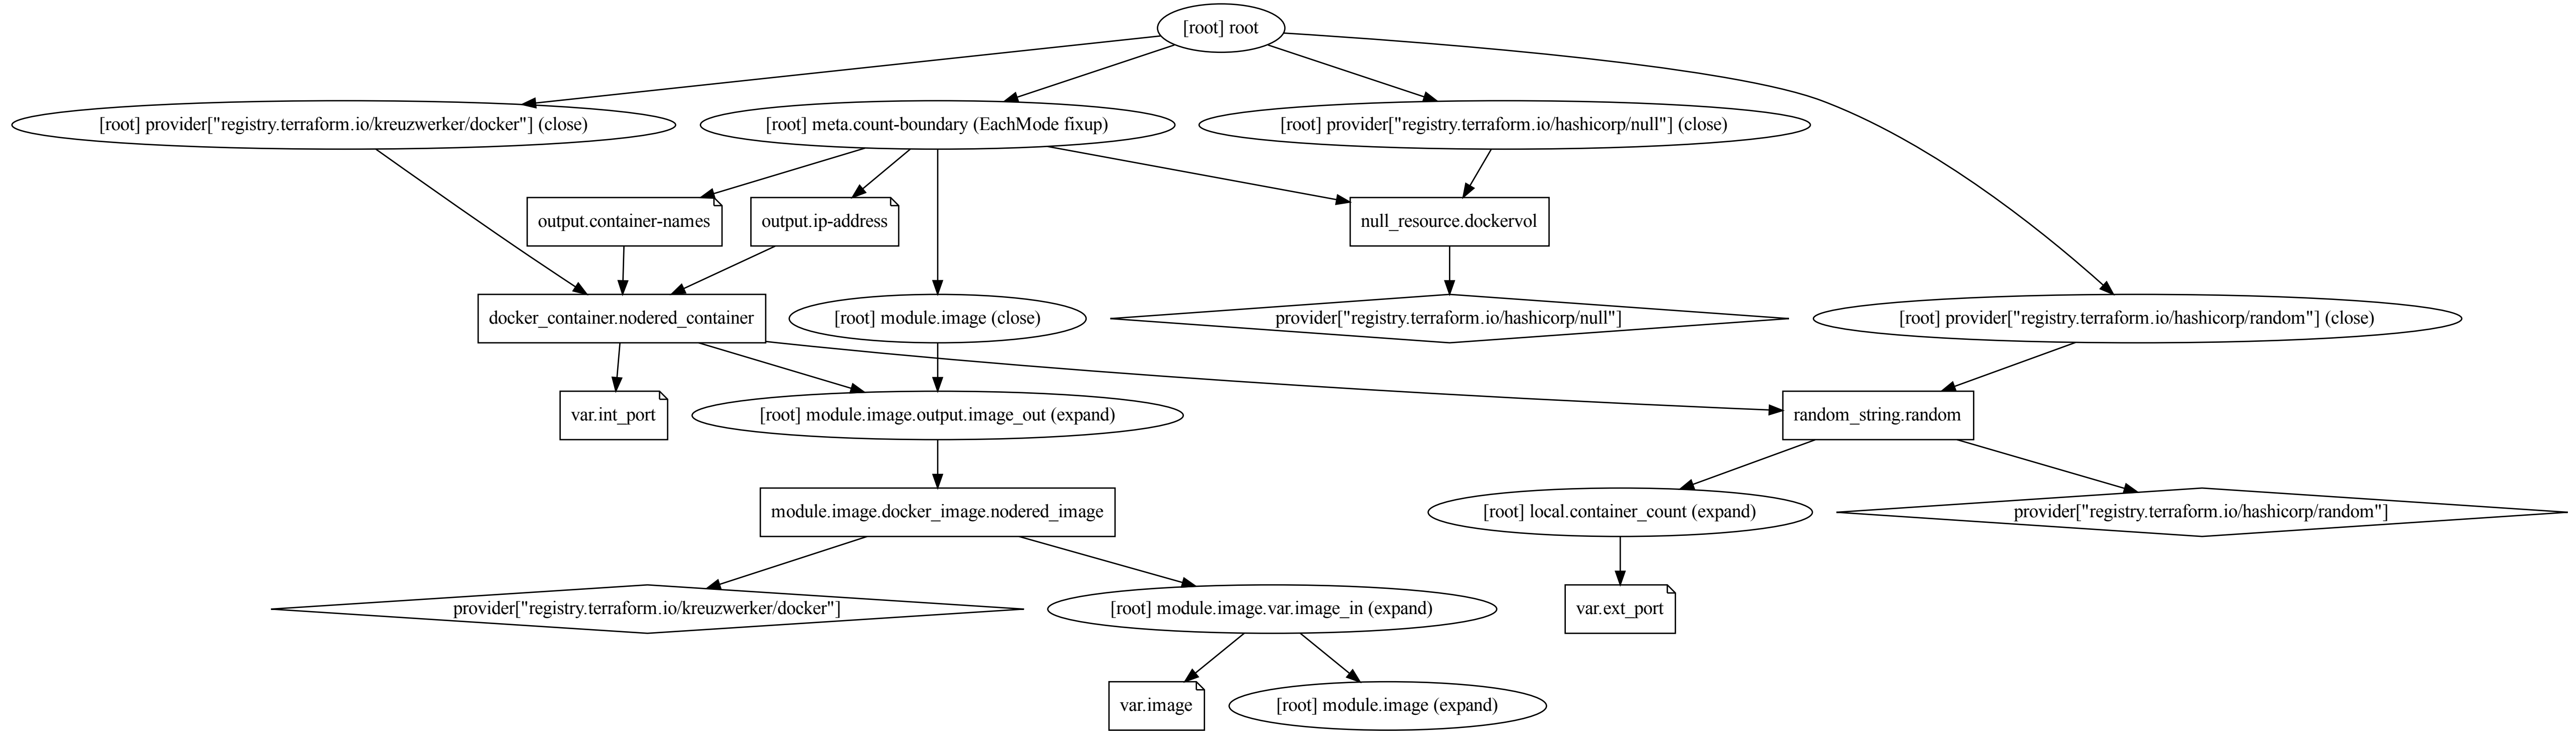 [root] root
[root] provider["registry.terraform.io/kreuzwerker/docker"] (close)
[root] meta.count-boundary (EachMode fixup)
[root] provider["registry.terraform.io/hashicorp/null"] (close)
output.container-names
output.ip-address
null_resource.dockervol
docker_container.nodered_container
[root] module.image (close)
provider["registry.terraform.io/hashicorp/null"]
[root] provider["registry.terraform.io/hashicorp/random"] (close)
var.int_port
[root] module.image.output.image_out (expand)
random_string.random
module.image.docker_image.nodered_image
[root] local.container_count (expand)
provider["registry.terraform.io/hashicorp/random"]
provider["registry.terraform.io/kreuzwerker/docker"]
[root] module.image.var.image_in (expand)
var.ext_port
var.image
[root] module.image (expand)